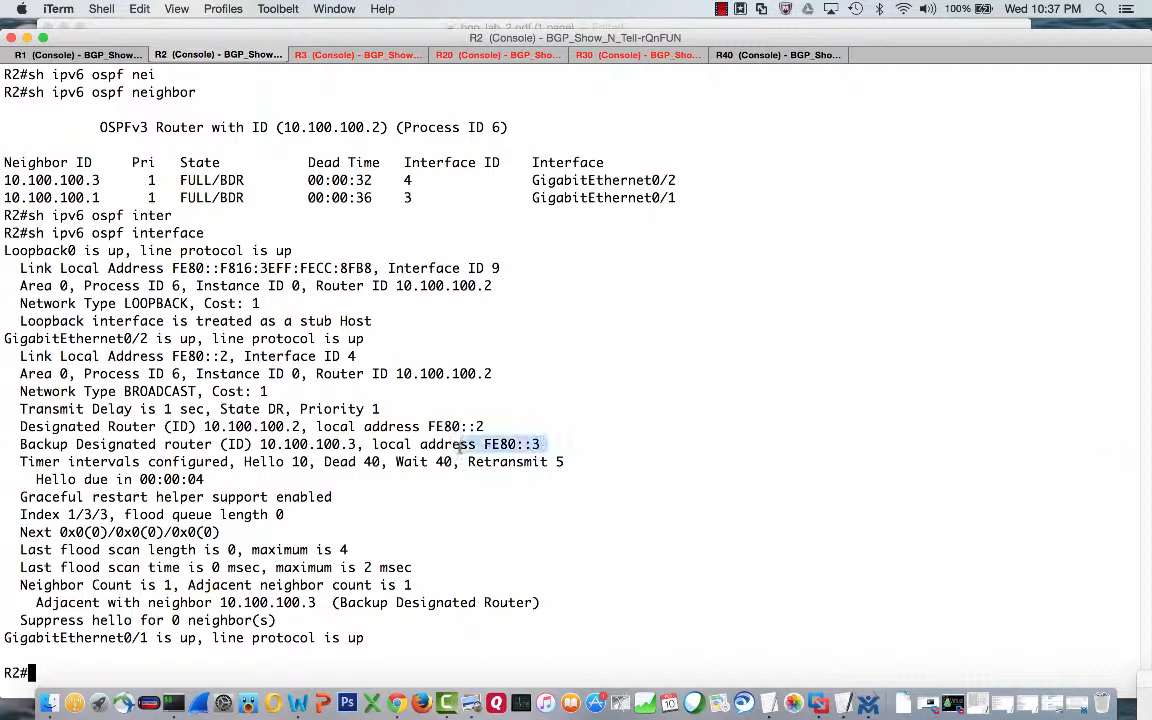 iTerm Shell Edit View Profiles Toolbelt Window Help 100% Wed 10:37 PM
R2 (Console) - BGP_Show_N_Tell-rQnFUN
R1 (Console) - BGP_Show... R2 (Console) - BGP_Show... R3 (Console) - BGP_Show... R20 (Console) - BGP_Sho... R30 (Console) - BGP_Sho... R40 (Console) - BGP_Sho...
R2#sh ipv6 ospf nei
R2#sh ipv6 ospf neighbor
OSPFv3 Router with ID (10.100.100.2) (Process ID 6)
Neighbor ID Pri State Dead Time Interface ID Interface
10.100.100.3 1 FULL/BDR 00:00:32 4 GigabitEthernet0/2
10.100.100.1 1 FULL/BDR 00:00:36 3 GigabitEthernet0/1
R2#sh ipv6 ospf inter
R2#sh ipv6 ospf interface
Loopback0 is up, line protocol is up
Link Local Address FE80::F816:3EFF:FECC:8FB8, Interface ID 9
Area 0, Process ID 6, Instance ID 0, Router ID 10.100.100.2
Network Type LOOPBACK, Cost: 1
Loopback interface is treated as a stub Host
GigabitEthernet0/2 is up, line protocol is up
Link Local Address FE80::2, Interface ID 4
Area 0, Process ID 6, Instance ID 0, Router ID 10.100.100.2
Network Type BROADCAST, Cost: 1
Transmit Delay is 1 sec, State DR, Priority 1
Designated Router (ID) 10.100.100.2, local address FE80::2
Backup Designated router (ID) 10.100.100.3, local address FE80::3
Timer intervals configured, Hello 10, Dead 40, Wait 40, Retransmit 5
Hello due in 00:00:04
Graceful restart helper support enabled
Index 1/3/3, flood queue length 0
Next 0x0(0)/0x0(0)/0x0(0)
Last flood scan length is 0, maximum is 4
Last flood scan time is 0 msec, maximum is 2 msec
Neighbor Count is 1, Adjacent neighbor count is 1
Adjacent with neighbor 10.100.100.3 (Backup Designated Router)
Suppress hello for 0 neighbor(s)
GigabitEthernet0/1 is up, line protocol is up
R2#